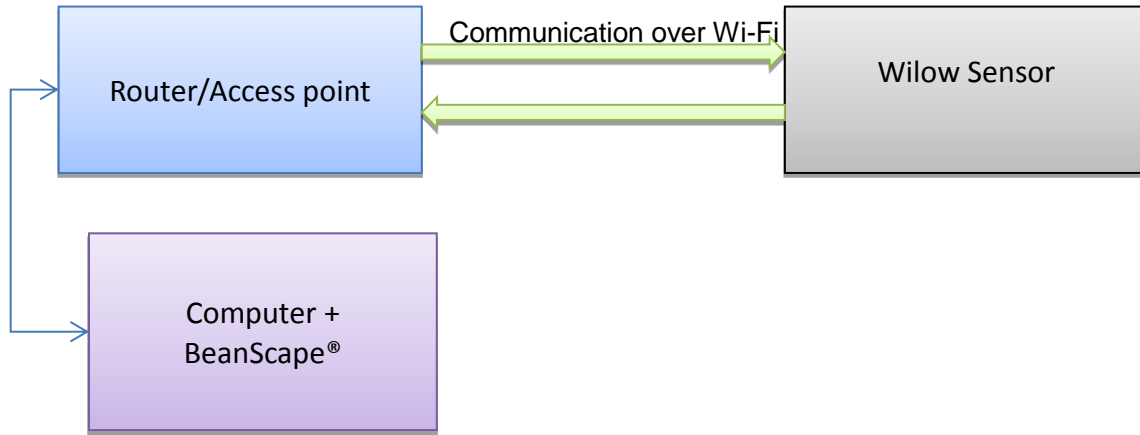 Communication over Wi-Fi
Router/Access point
Wilow Sensor
Computer +
BeanScape®